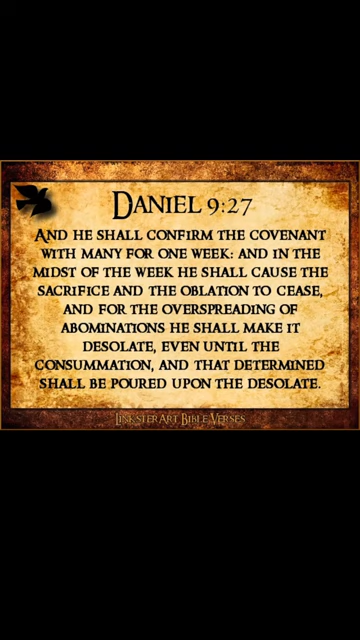 Daniel 9:27
And he shall confirm the covenant
with many for one week: and in the
midst of the week he shall cause the
sacrifice and the oblation to cease,
and for the overspreading of
abominations he shall make it
desolate, even until the
consummation, and that determined
shall be poured upon the desolate.
LinksterArt Bible Verses